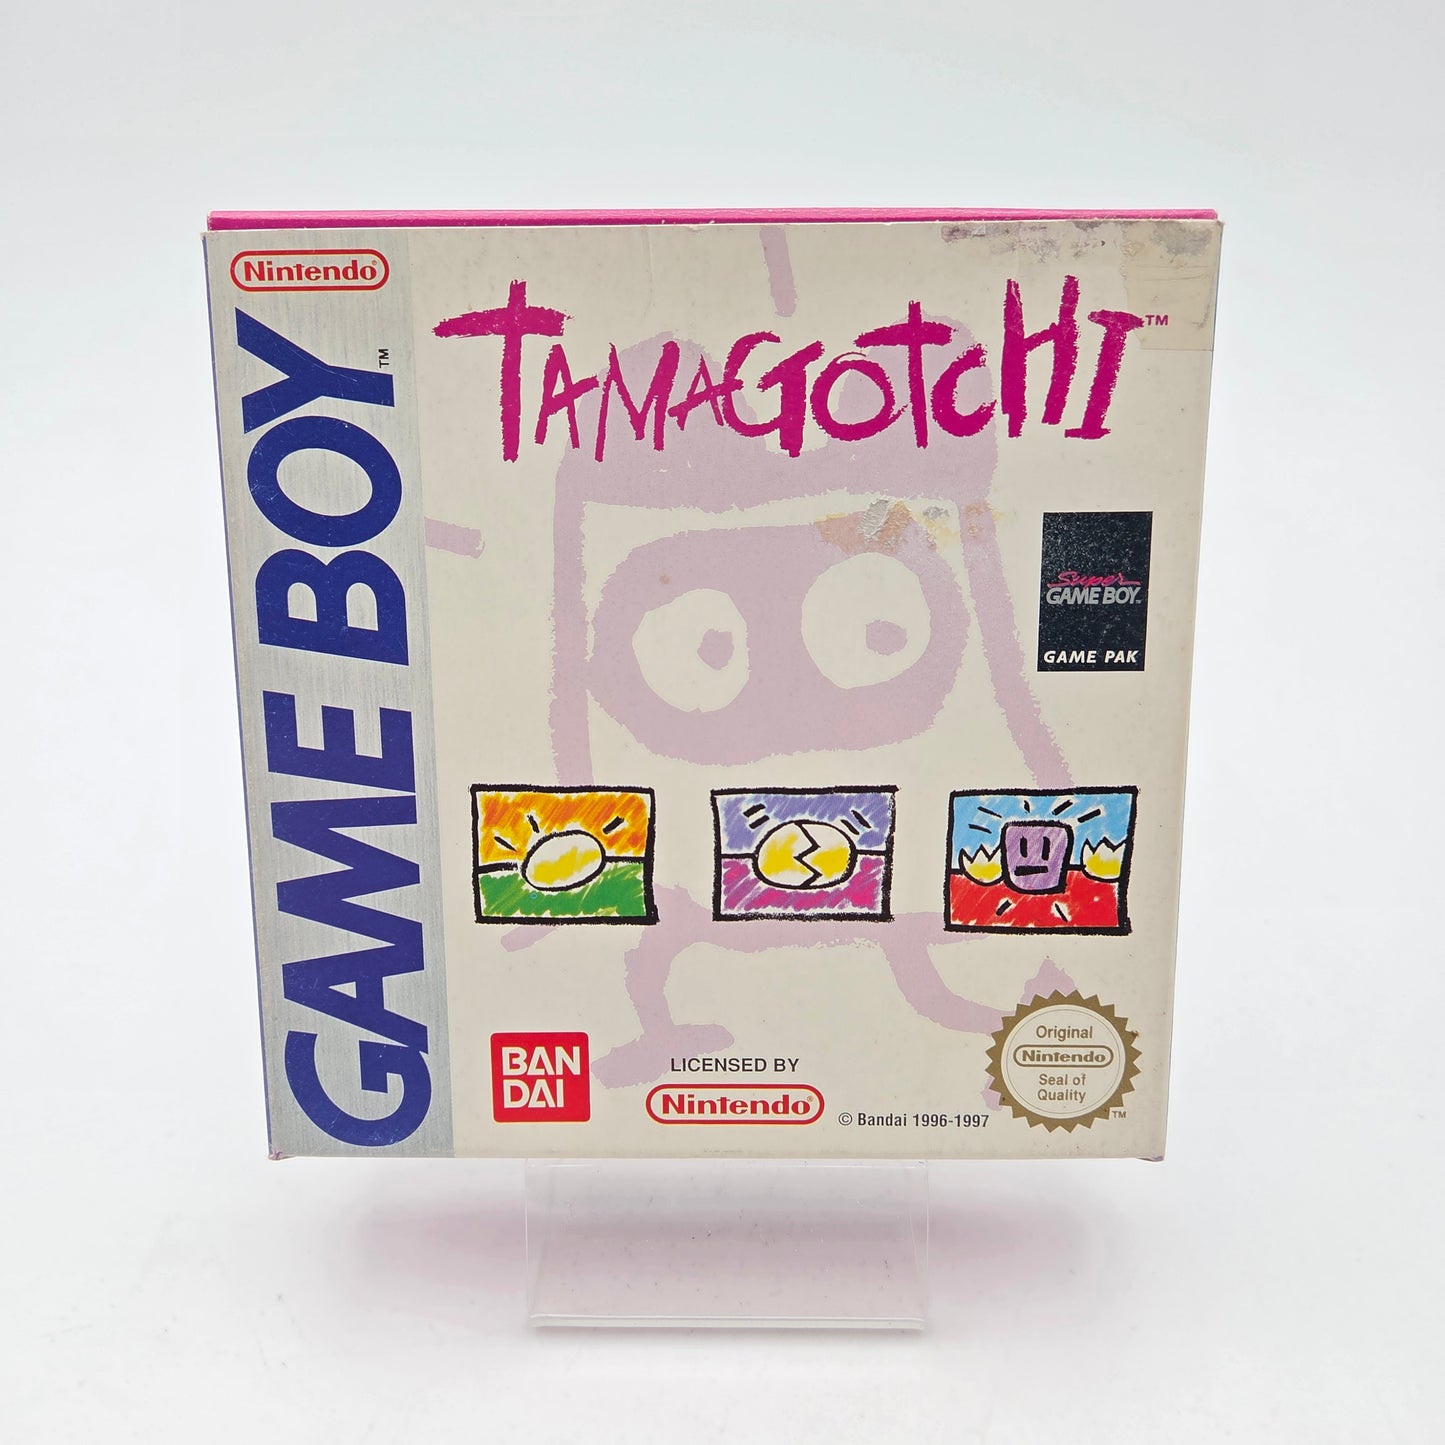 Nintendo®
GAME BOY™
TAMAGOTCHI™
Super
GAME BOY™
GAME PAK
BAN
DAI
LICENSED BY
Nintendo®
© Bandai 1996-1997
Original
Nintendo
Seal of
Quality
™